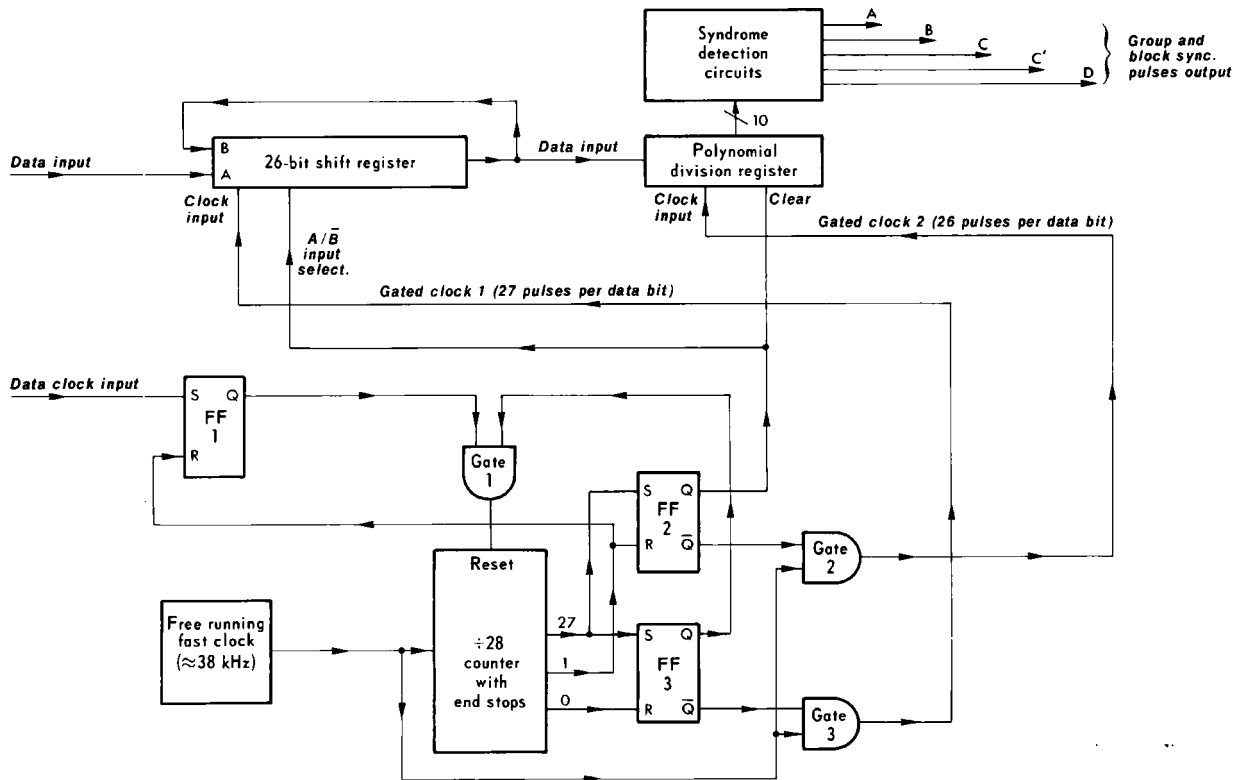 Syndrome
detection
circuits
A
B
C
C'
D
Group and
block sync.
pulses output
10
Data input
B
A
26-bit shift register
Data input
Polynomial
division register
Clock
input
A/B̅
input
select.
Clock
input
Clear
Gated clock 2 (26 pulses per data bit)
Gated clock 1 (27 pulses per data bit)
Data clock input
S Q
FF
1
R
Gate
1
S Q
FF
2
R Q̅
Gate
2
Reset
÷28
counter
with
end stops
27
1
0
Free running
fast clock
(≈38 kHz)
S Q
FF
3
R Q̅
Gate
3